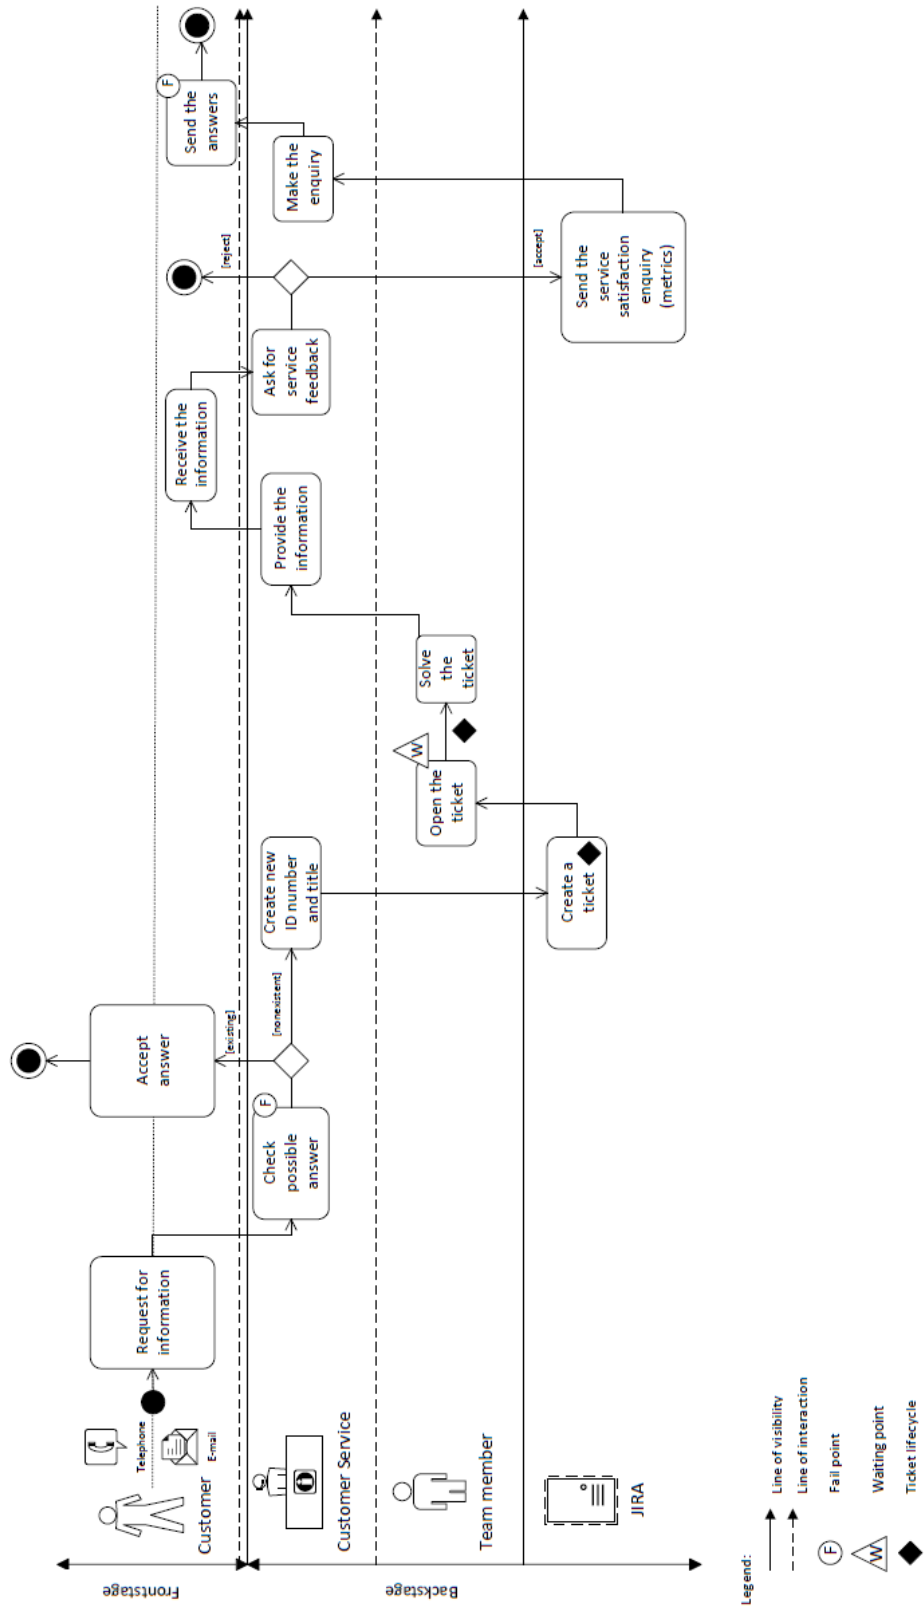 Frontstage
Backstage
Customer
Telephone
E-mail
Customer Service
Team member
JIRA
Request for
information
Check
possible
answer
F
[existing]
[nonexistent]
Accept
answer
Create new
ID number
and title
Create a
ticket
Open the
ticket
W
Solve
the
ticket
Provide the
information
Receive the
information
Ask for
service
feedback
[reject]
[accept]
Send the
service
satisfaction
enquiry
(metrics)
Make the
enquiry
Send the
answers
F
Legend:
Line of visibility
Line of interaction
F
Fail point
W
Waiting point
Ticket lifecycle